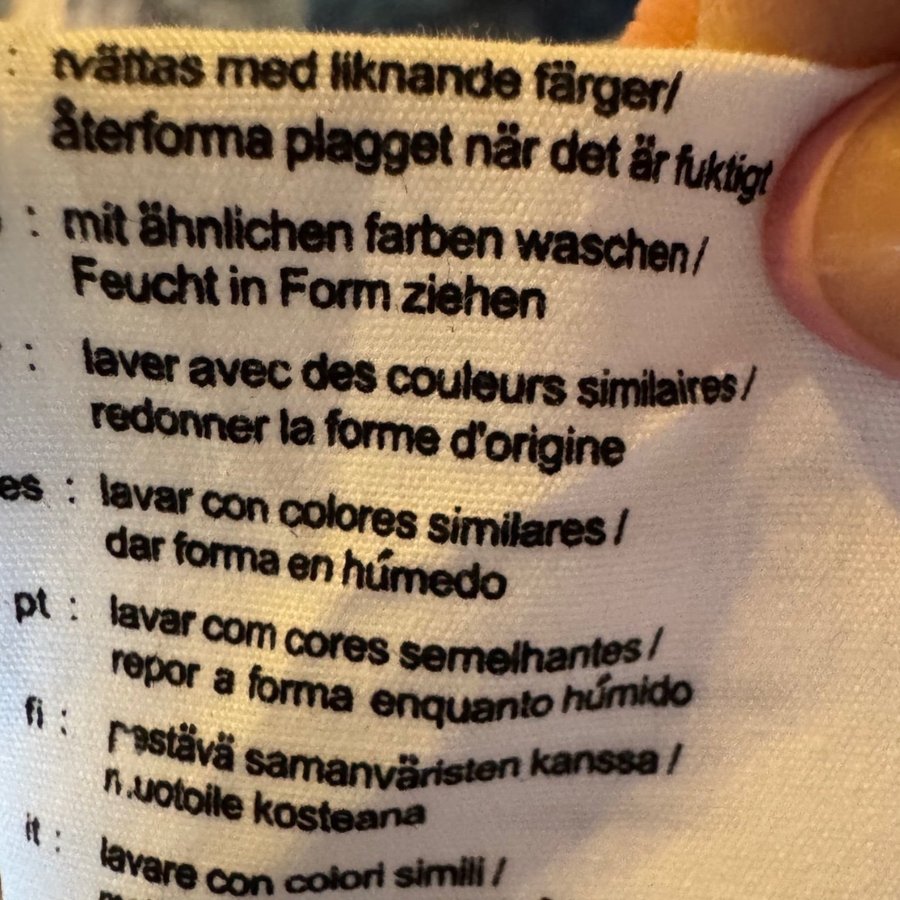 : tvättas med liknande färger/
återforma plagget när det är fuktigt
: mit ähnlichen farben waschen/
Feucht in Form ziehen
: laver avec des couleurs similaires/
redonner la forme d'origine
es : lavar con colores similares/
dar forma en húmedo
pt : lavar com cores semelhantes/
repor a forma enquanto húmido
fi : pestävä samanväristen kanssa/
muotoile kosteana
it : lavare con colori simili/